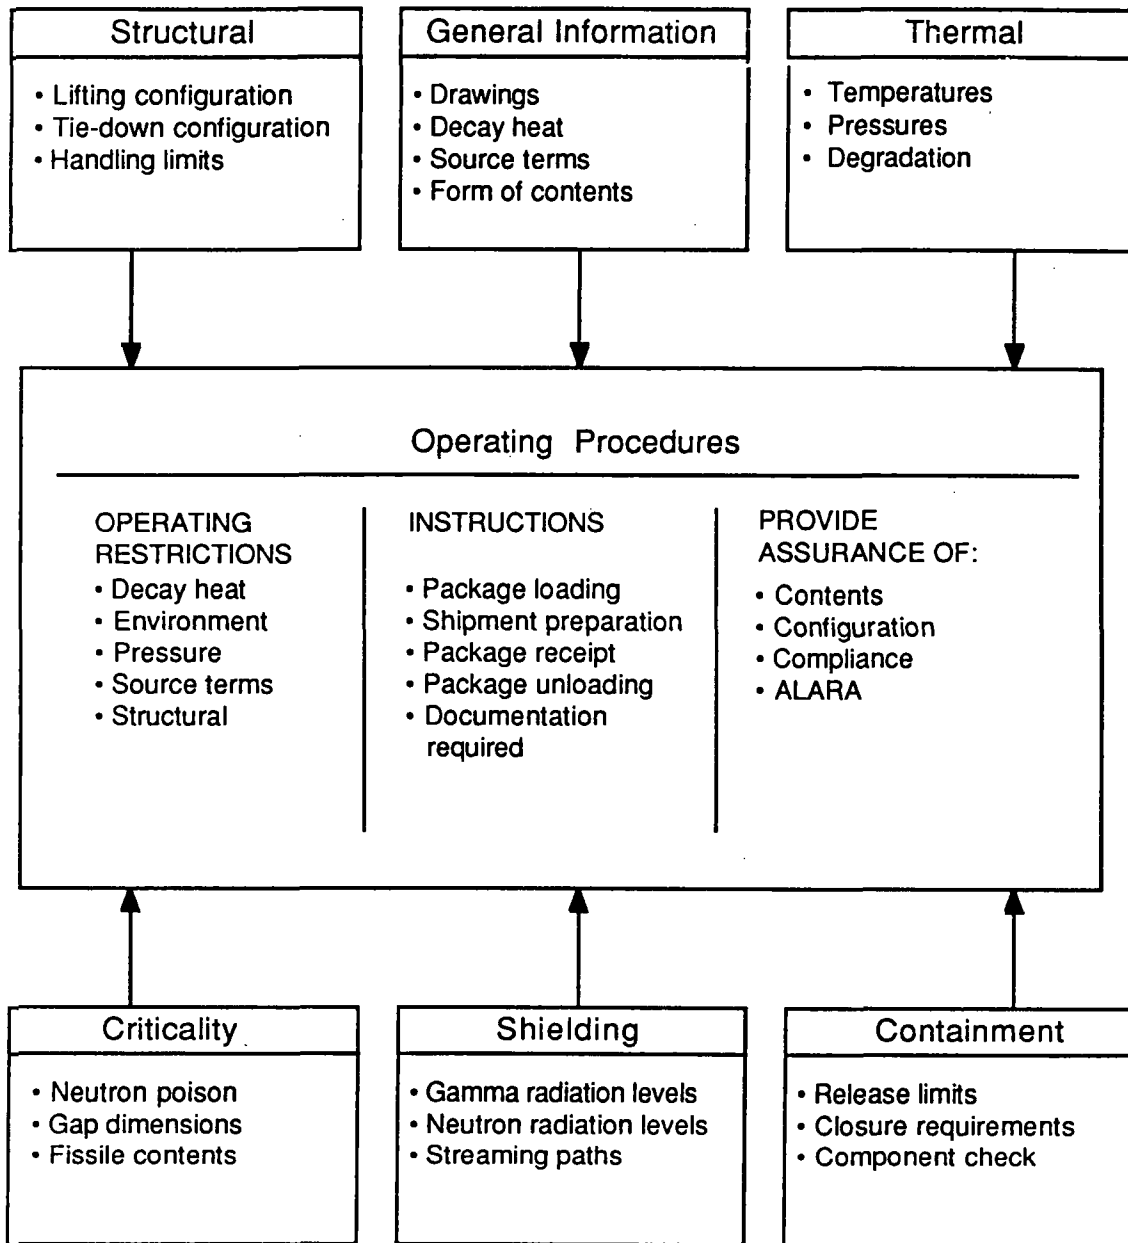 Structural
• Lifting configuration
• Tie-down configuration
• Handling limits
General Information
• Drawings
• Decay heat
• Source terms
• Form of contents
Thermal
• Temperatures
• Pressures
• Degradation
Operating Procedures
OPERATING
RESTRICTIONS
• Decay heat
• Environment
• Pressure
• Source terms
• Structural
INSTRUCTIONS
• Package loading
• Shipment preparation
• Package receipt
• Package unloading
• Documentation
required
PROVIDE
ASSURANCE OF:
• Contents
• Configuration
• Compliance
• ALARA
Criticality
• Neutron poison
• Gap dimensions
• Fissile contents
Shielding
• Gamma radiation levels
• Neutron radiation levels
• Streaming paths
Containment
• Release limits
• Closure requirements
• Component check